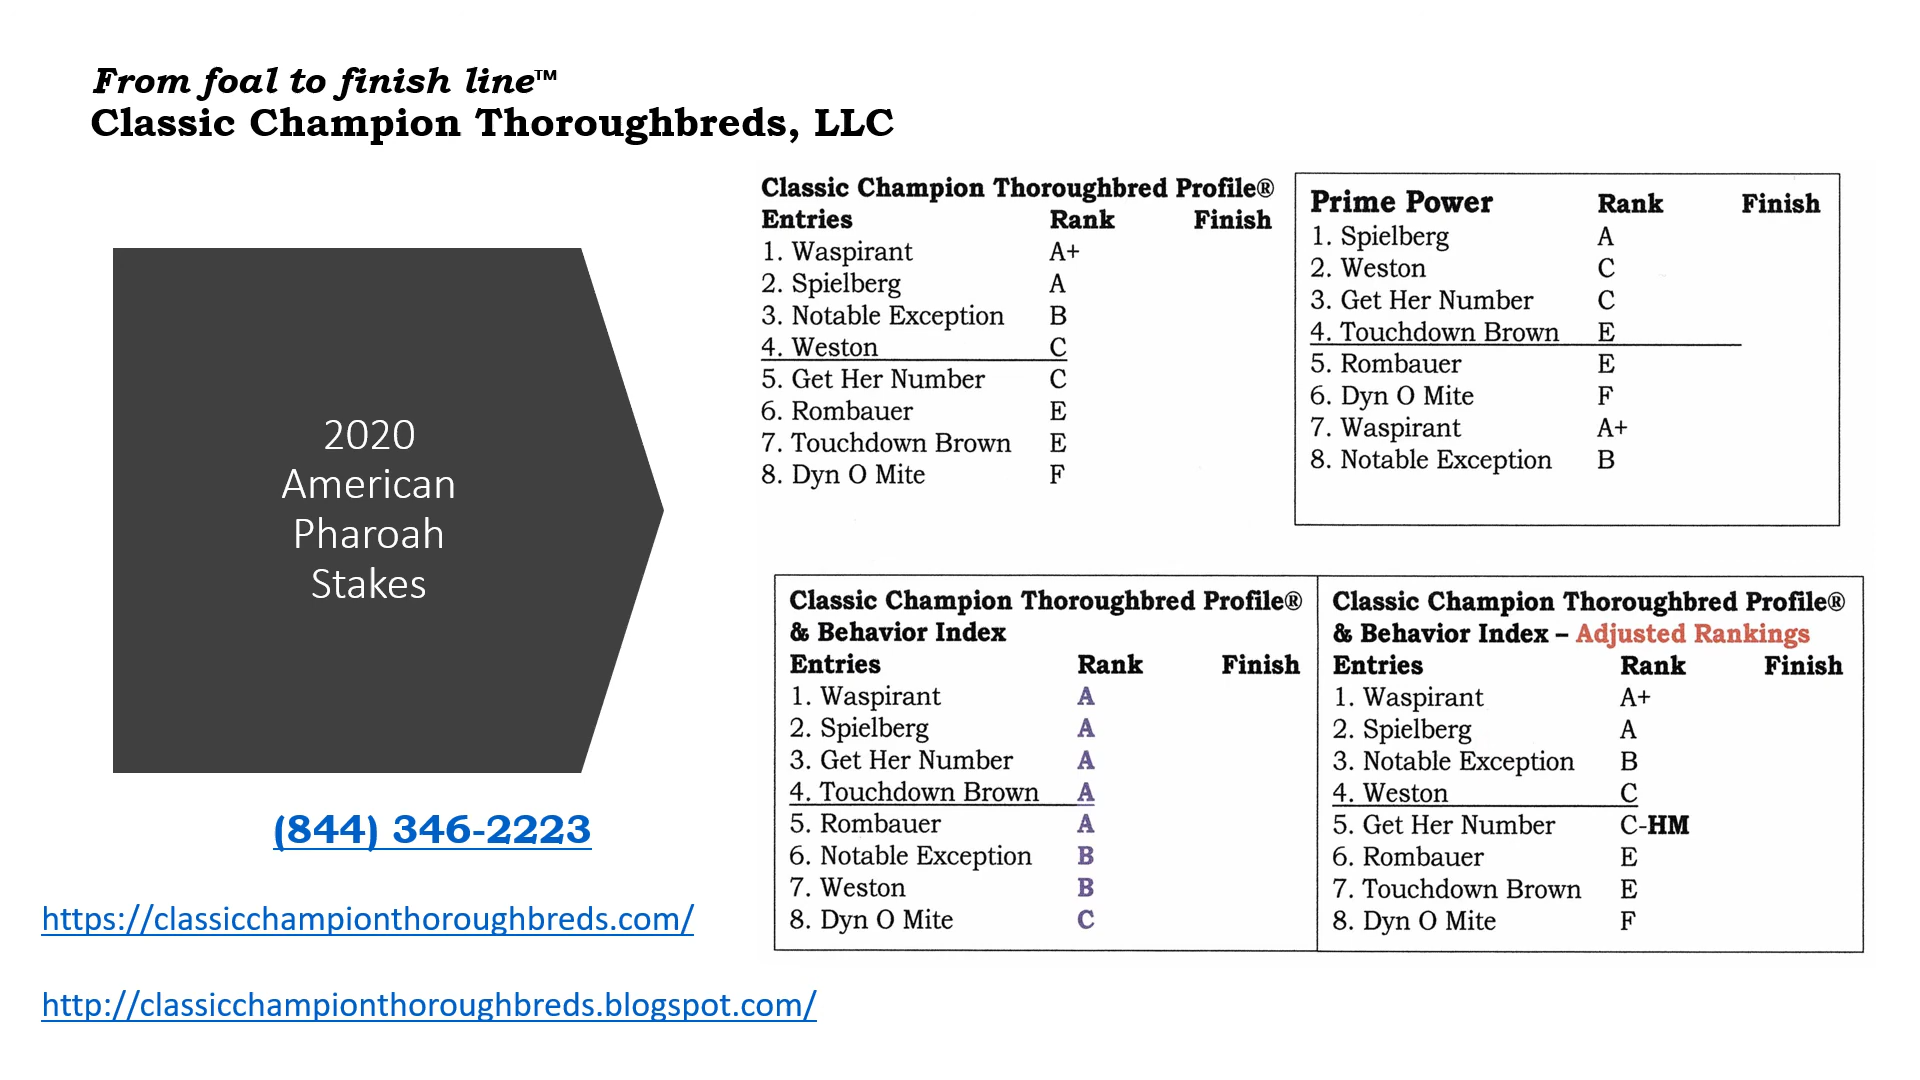 From foal to finish line™
Classic Champion Thoroughbreds, LLC
2020
American
Pharoah
Stakes
(844) 346-2223
https://classicchampionthoroughbreds.com/
http://classicchampionthoroughbreds.blogspot.com/
Classic Champion Thoroughbred Profile®
Entries Rank Finish
1. Waspirant A+
2. Spielberg A
3. Notable Exception B
4. Weston C
5. Get Her Number C
6. Rombauer E
7. Touchdown Brown E
8. Dyn O Mite F
Prime Power Rank Finish
1. Spielberg A
2. Weston C
3. Get Her Number C
4. Touchdown Brown E
5. Rombauer E
6. Dyn O Mite F
7. Waspirant A+
8. Notable Exception B
Classic Champion Thoroughbred Profile®
& Behavior Index
Entries Rank Finish
1. Waspirant A
2. Spielberg A
3. Get Her Number A
4. Touchdown Brown A
5. Rombauer A
6. Notable Exception B
7. Weston B
8. Dyn O Mite C
Classic Champion Thoroughbred Profile®
& Behavior Index – Adjusted Rankings
Entries Rank Finish
1. Waspirant A+
2. Spielberg A
3. Notable Exception B
4. Weston C
5. Get Her Number C-HM
6. Rombauer E
7. Touchdown Brown E
8. Dyn O Mite F